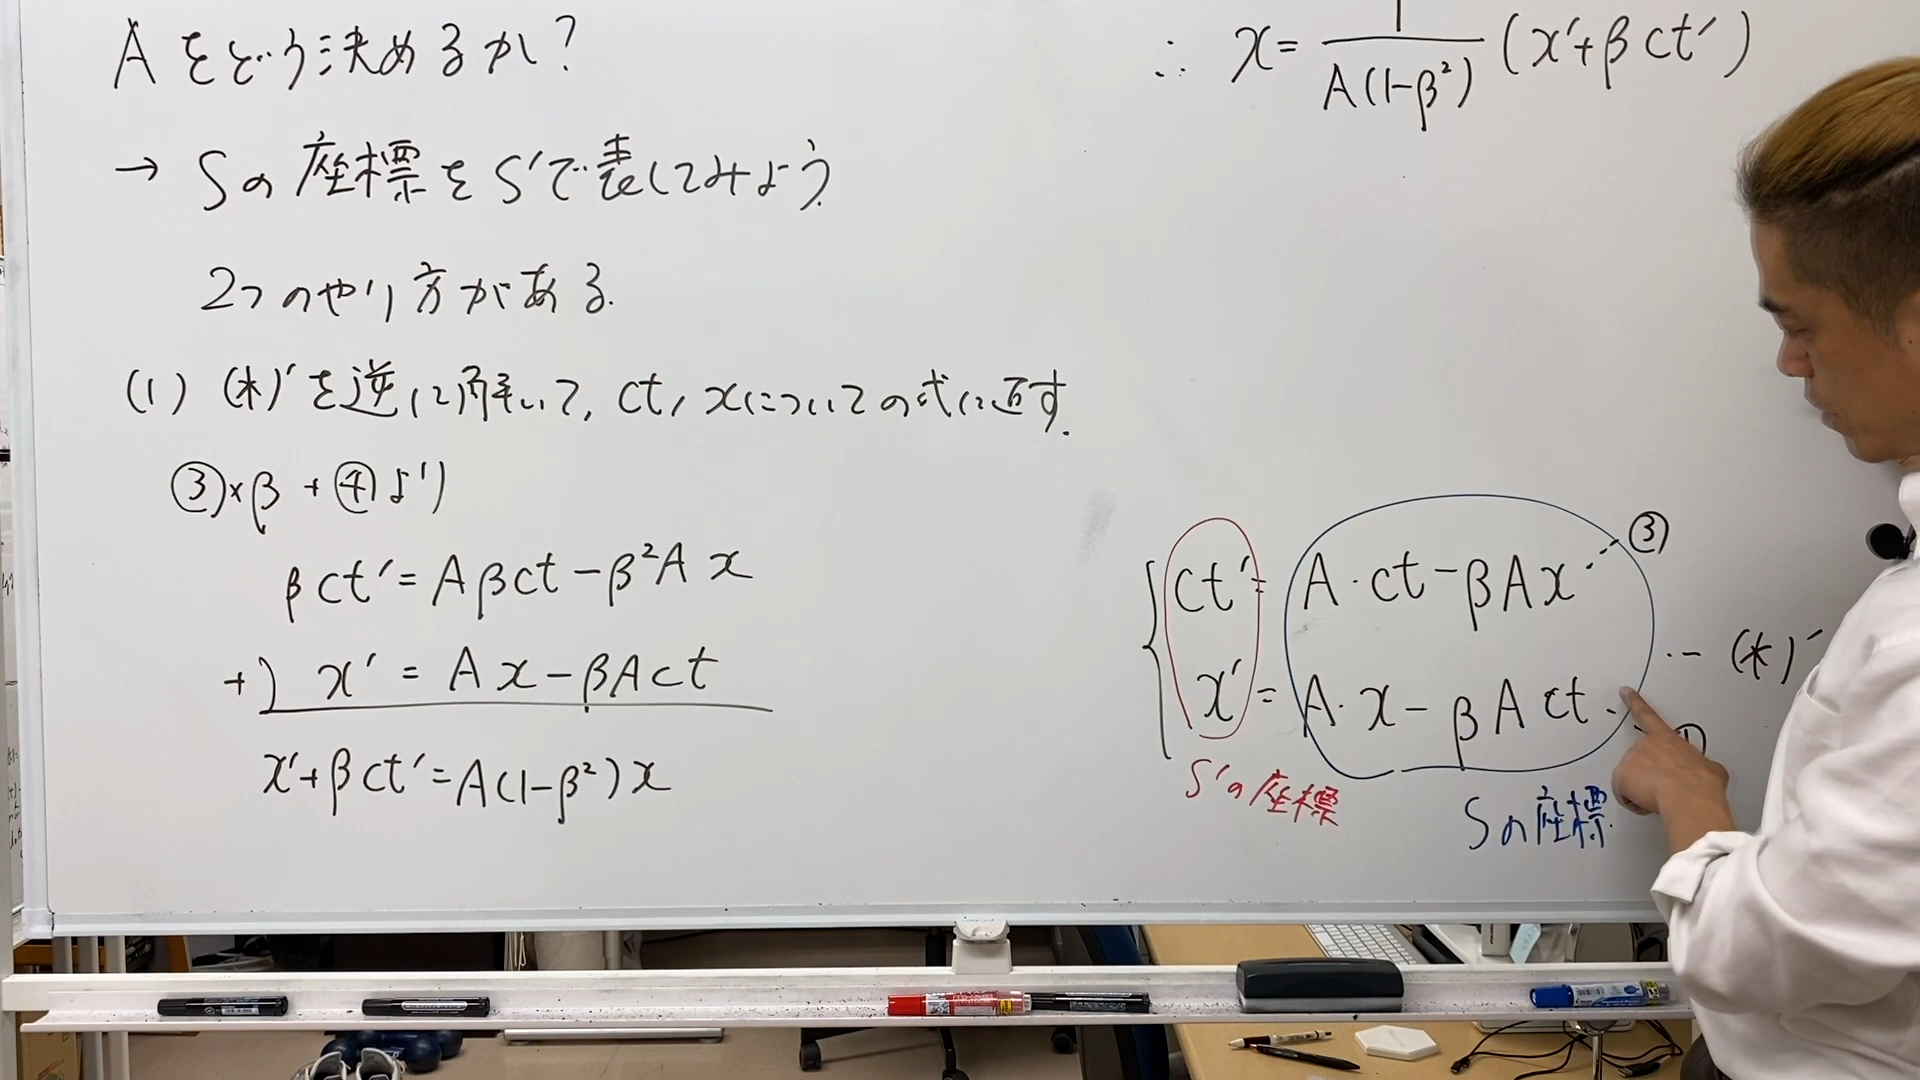 Aをどう決めるか?
→ Sの座標をS'で表してみよう.
2つのやり方がある.
(1) (*)'を逆に解いて, ct, xについての式に直す.
③×β + ④より
βct' = Aβct - β²Ax
+) x' = Ax - βAct
x' + βct' = A(1-β²)x
∴ x = 1/A(1-β²) (x' + βct')
ct' = A·ct - βAx ・・・③
x' = A·x - βAct
・・・(*)'
S'の座標
Sの座標.